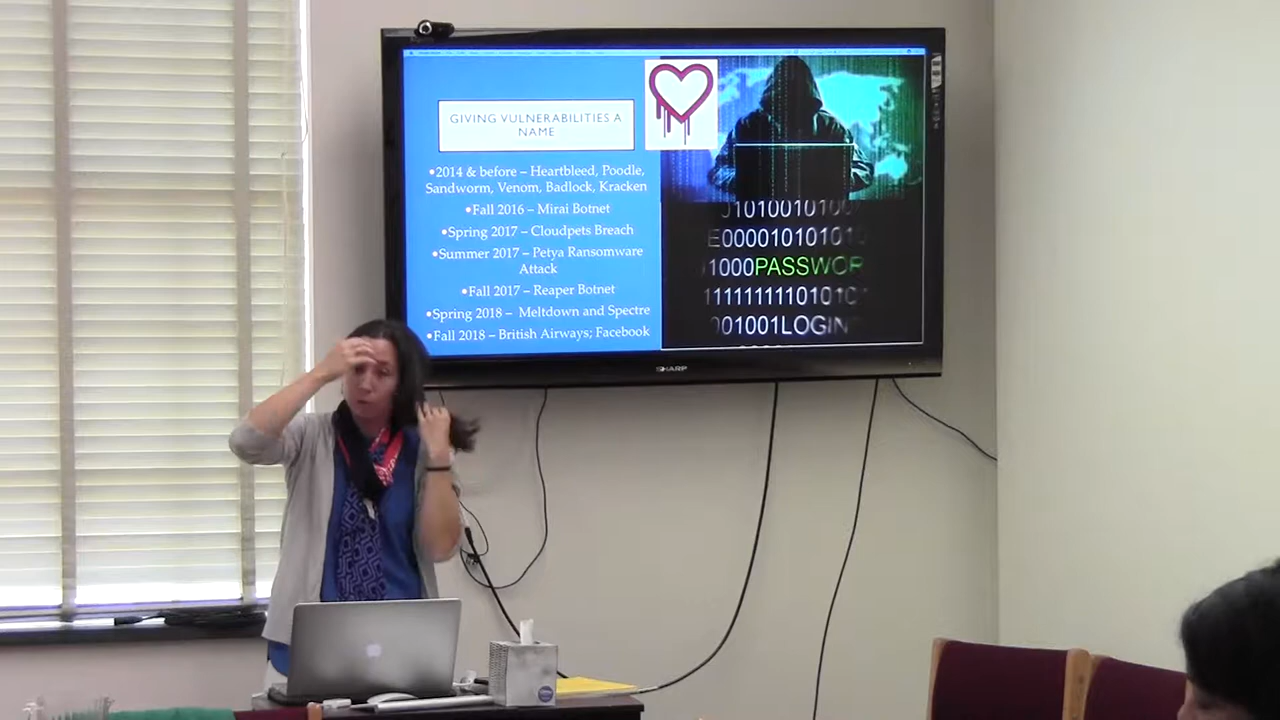 GIVING VULNERABILITIES A
NAME
•2014 & before – Heartbleed, Poodle,
Sandworm, Venom, Badlock, Kracken
•Fall 2016 – Mirai Botnet
•Spring 2017 – Cloudpets Breach
•Summer 2017 – Petya Ransomware
Attack
•Fall 2017 – Reaper Botnet
•Spring 2018 – Meltdown and Spectre
•Fall 2018 – British Airways; Facebook
1000PASSWOR
001001LOGIN
SHARP